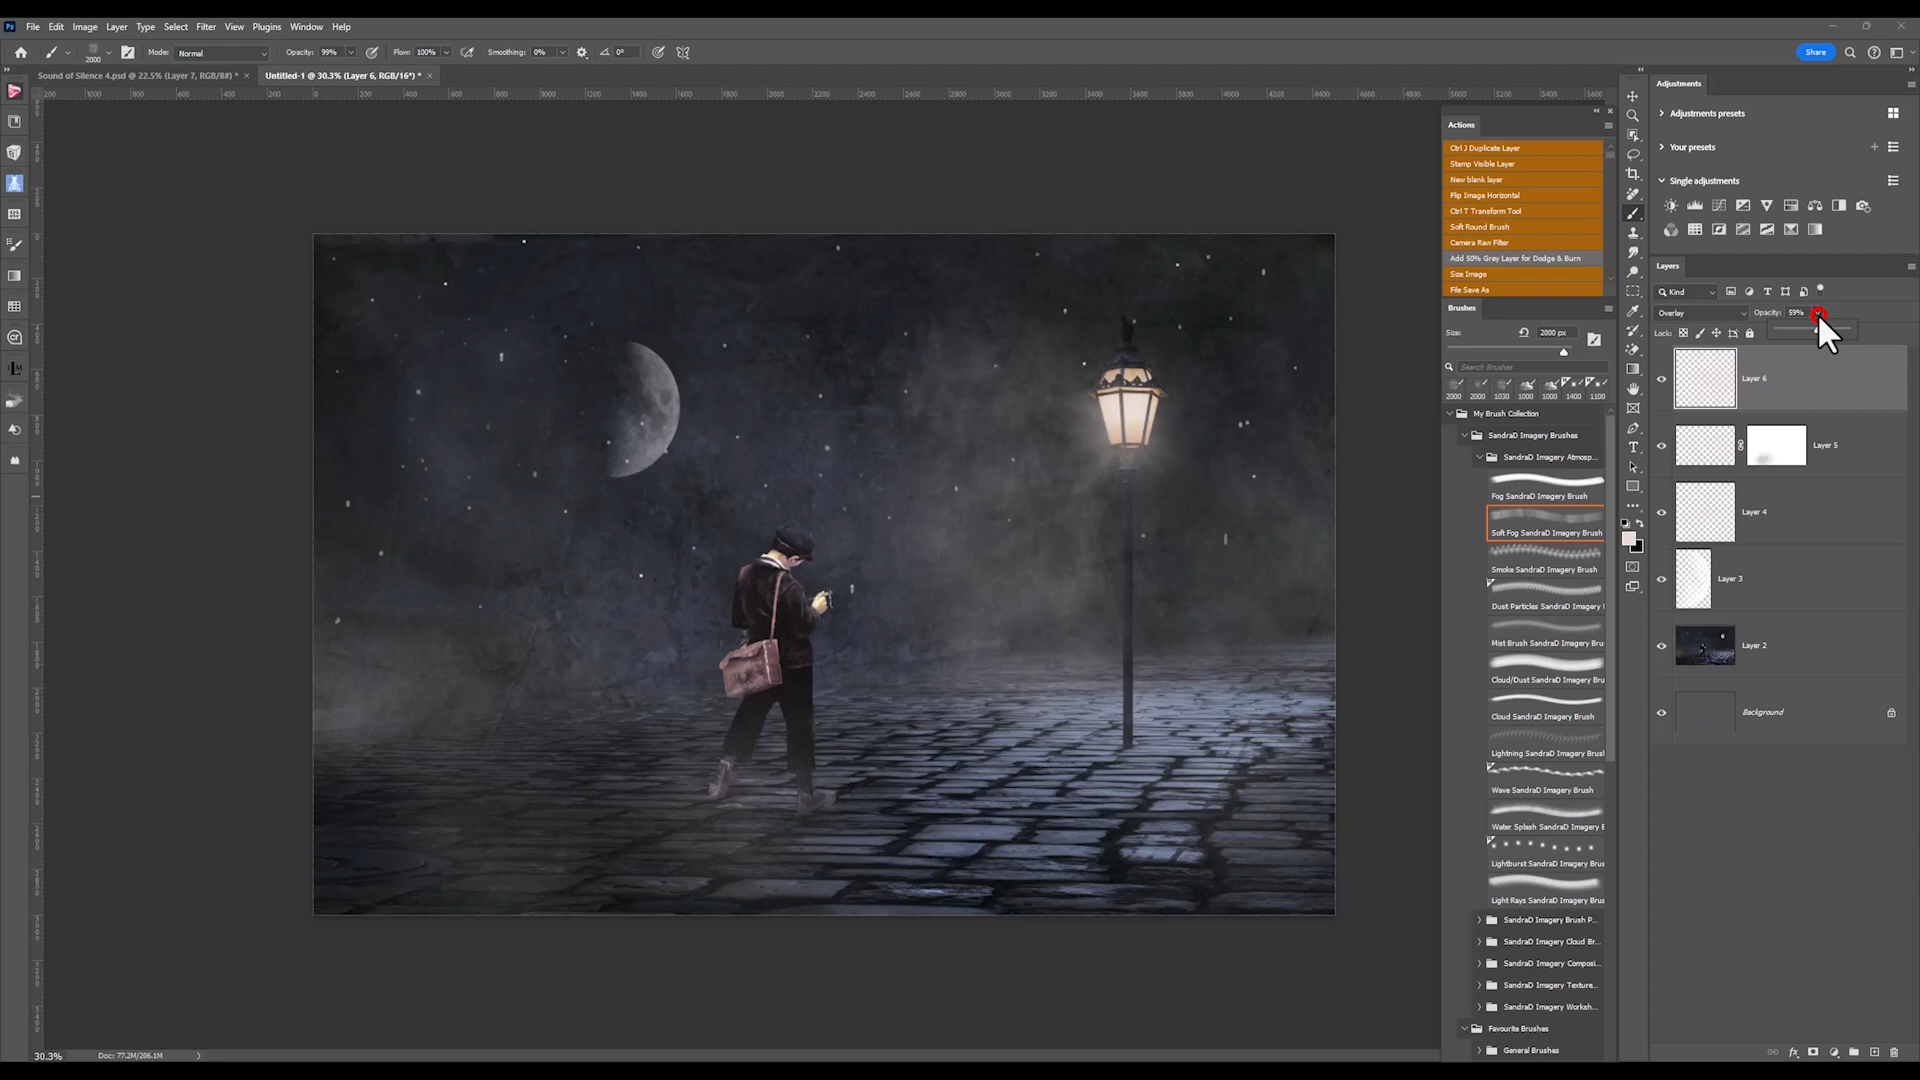 Ps File Edit Image Layer Type Select Filter View Plugins Window Help
2000 Mode: Normal Opacity: 99% Flow: 100% Smoothing: 0% 0° Share
Sound of Silence 4.psd @ 22.5% (Layer 7, RGB/8#) * × Untitled-1 @ 30.3% (Layer 6, RGB/16*) * ×
Actions
Ctrl J Duplicate Layer
Stamp Visible Layer
New blank layer
Flip Image Horizontal
Ctrl T Transform Tool
Soft Round Brush
Camera Raw Filter
Add 50% Grey Layer for Dodge & Burn
Size Image
File Save As
Brushes
Size: 2000 px
Search Brushes
2000 2000 1030 1000 1000 1400 1100
My Brush Collection
SandraD Imagery Brushes
SandraD Imagery Atmosp...
Fog SandraD Imagery Brush
Soft Fog SandraD Imagery Brush
Smoke SandraD Imagery Brush
Dust Particles SandraD Imagery
Mist Brush SandraD Imagery Bru
Cloud/Dust SandraD Imagery Bru
Cloud SandraD Imagery Brush
Lightning SandraD Imagery Brus
Wave SandraD Imagery Brush
Water Splash SandraD Imagery B
Lightburst SandraD Imagery Brus
Light Rays SandraD Imagery Brus
SandraD Imagery Brush P...
SandraD Imagery Cloud Br...
SandraD Imagery Composi...
SandraD Imagery Texture...
SandraD Imagery Worksh...
Favourite Brushes
General Brushes
Adjustments
Adjustments presets
Your presets
Single adjustments
Layers
Kind
Overlay Opacity: 59%
Lock:
Layer 6
Layer 5
Layer 4
Layer 3
Layer 2
Background
30.3% Doc: 77.2M/206.1M